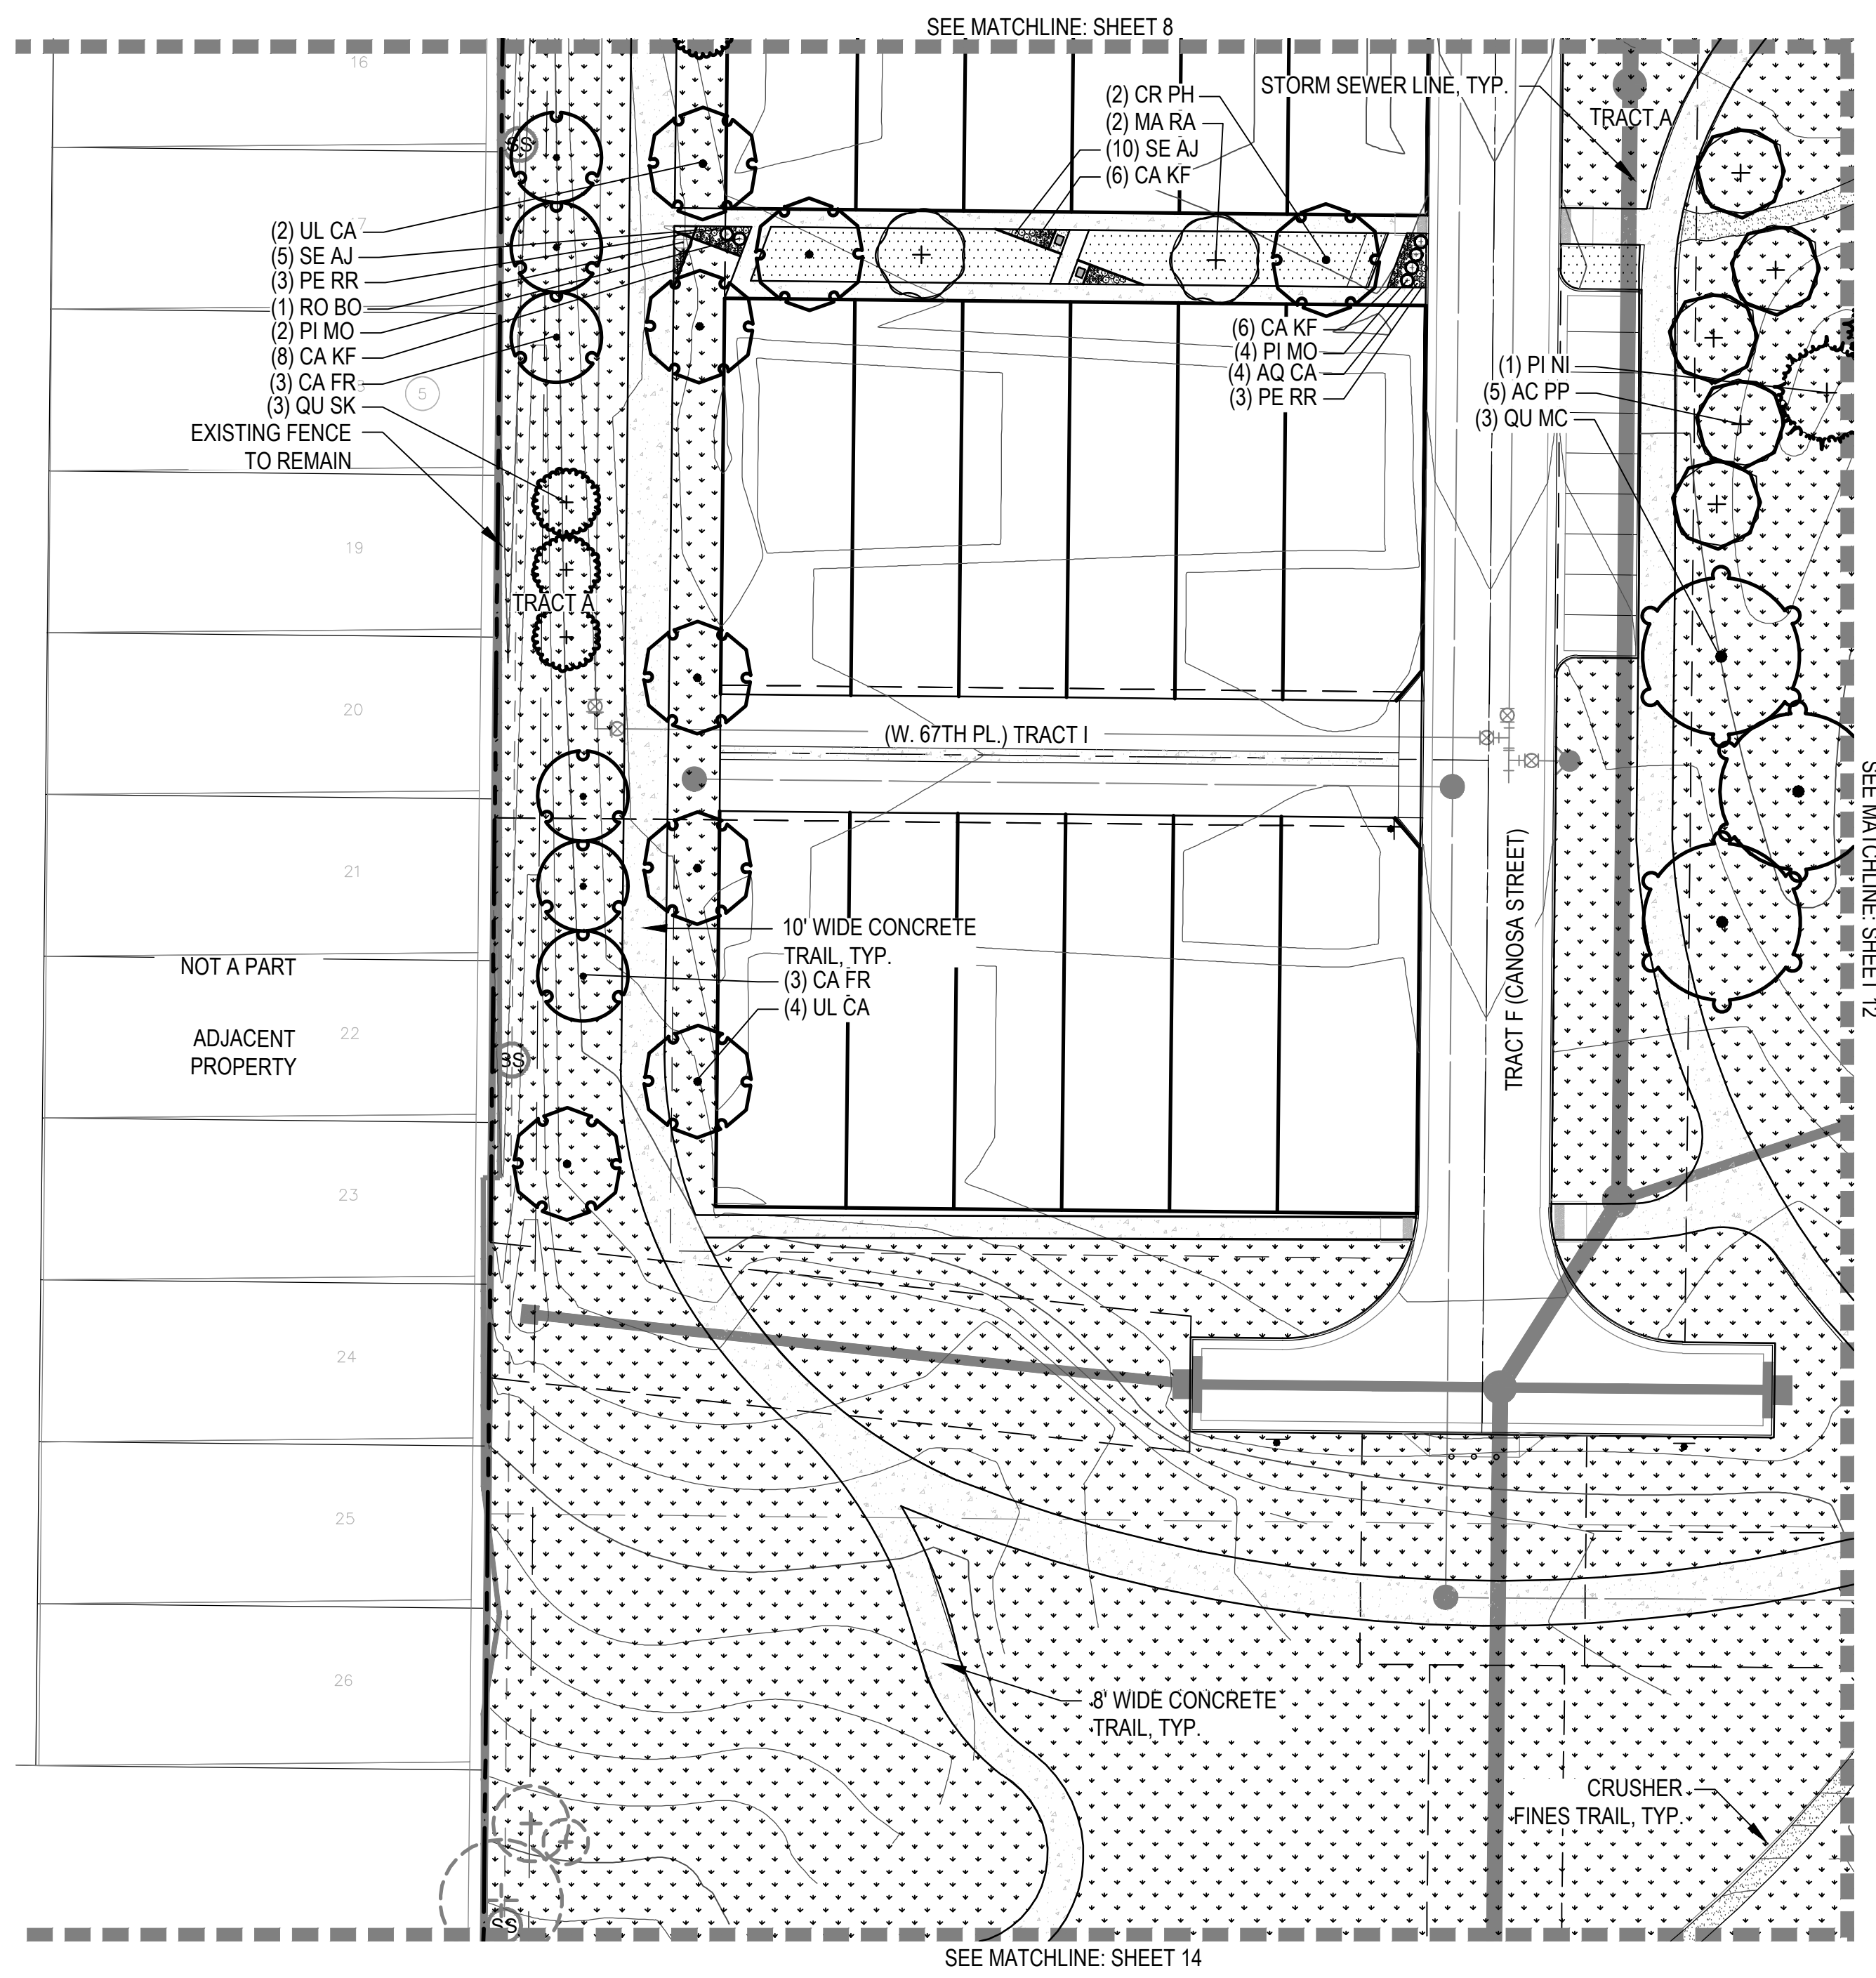 SEE MATCHLINE: SHEET 8
16
STORM SEWER LINE, TYP.
TRACT A
(2) CR PH
(2) MA RA
(10) SE AJ
(6) CA KF
SS
(2) UL CA
(5) SE AJ
(3) PE RR
(1) RO BO
(2) PI MO
(8) CA KF
(3) CA FR
(3) QU SK
EXISTING FENCE
TO REMAIN
5
(6) CA KF
(4) PI MO
(4) AQ CA
(3) PE RR
(1) PI NI
(5) AC PP
(3) QU MC
19
TRACT A
20
(W. 67TH PL.) TRACT I
21
SEE MATCHLINE: SHEET 12
TRACT F (CANOSA STREET)
10' WIDE CONCRETE
TRAIL, TYP.
(3) CA FR
(4) UL CA
NOT A PART
ADJACENT
PROPERTY
22
SS
23
24
25
26
8' WIDE CONCRETE
TRAIL, TYP.
CRUSHER
FINES TRAIL, TYP.
SS
SEE MATCHLINE: SHEET 14